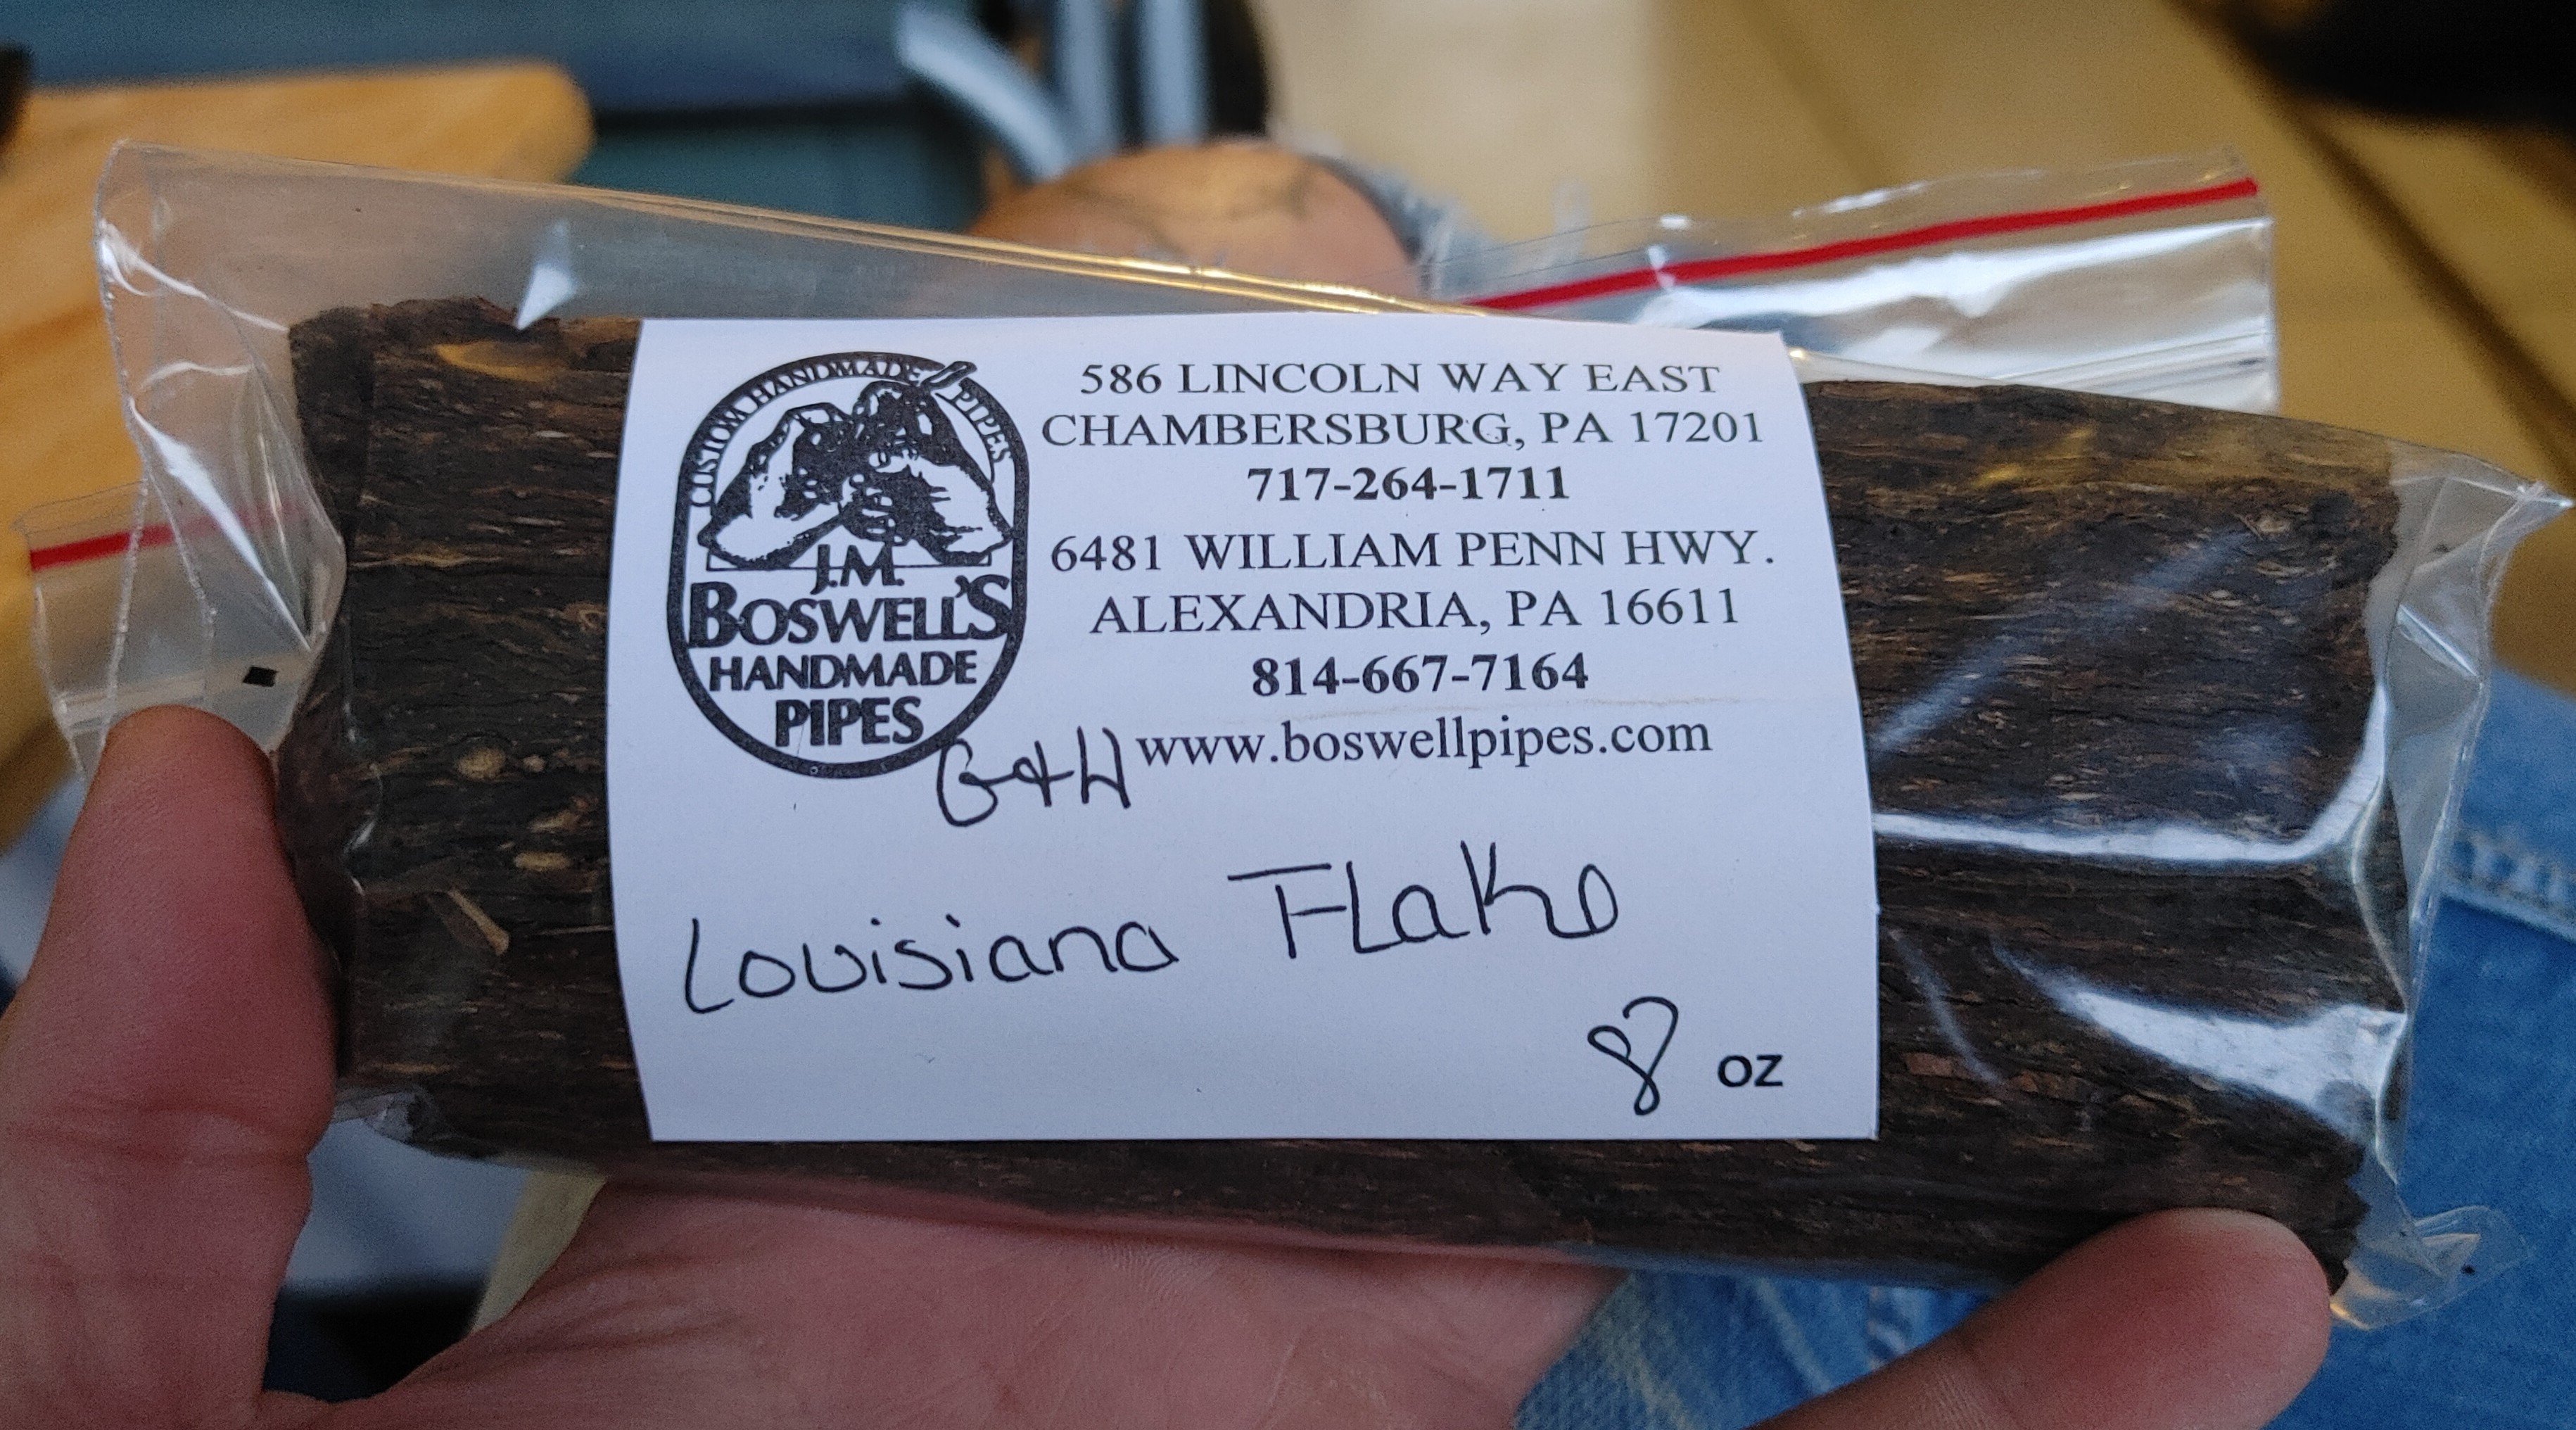 CUSTOM HANDMADE PIPES
J.M.
BOSWELL'S
HANDMADE
PIPES
586 LINCOLN WAY EAST
CHAMBERSBURG, PA 17201
717-264-1711
6481 WILLIAM PENN HWY.
ALEXANDRIA, PA 16611
814-667-7164
www.boswellpipes.com
G+H
Louisiana Flake
8 oz